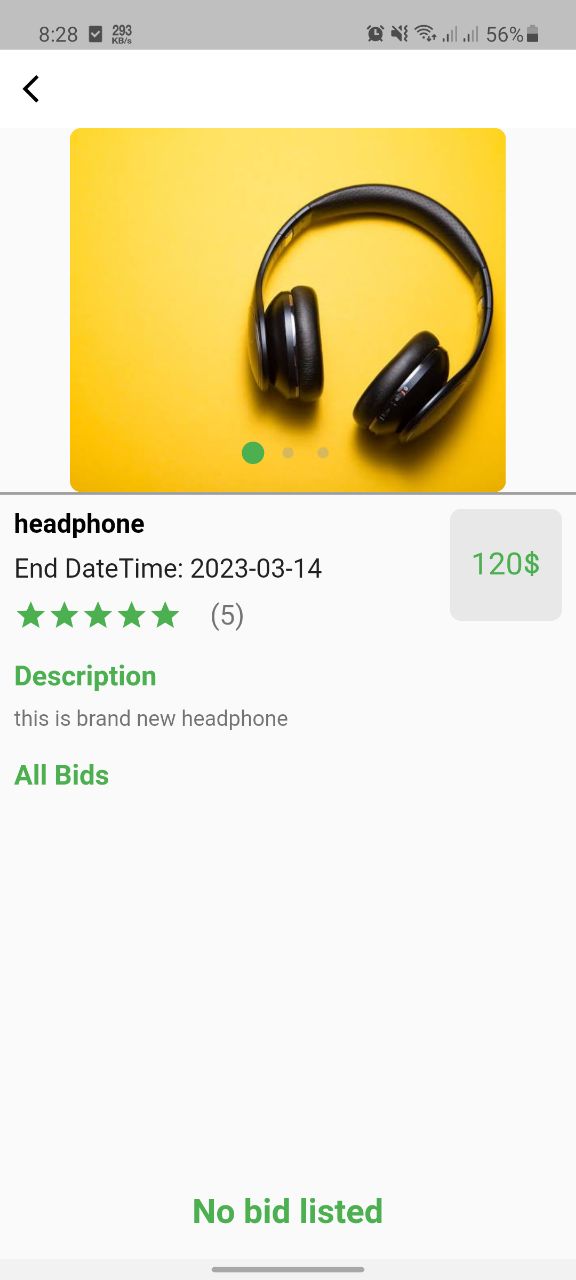 8:28 293 KB/s 56%
headphone
End DateTime: 2023-03-14
120$
(5)
Description
this is brand new headphone
All Bids
No bid listed